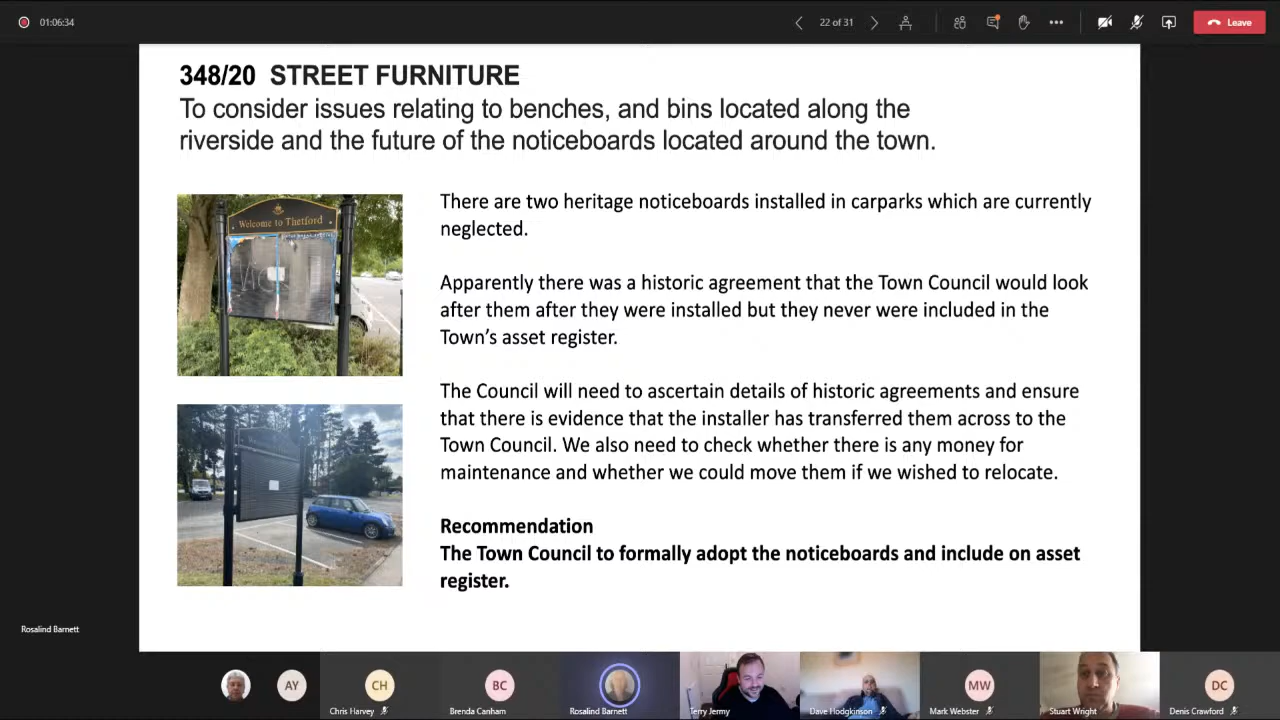 01:06:34
22 of 31
Leave
348/20 STREET FURNITURE
To consider issues relating to benches, and bins located along the
riverside and the future of the noticeboards located around the town.
Welcome to Thetford
There are two heritage noticeboards installed in carparks which are currently
neglected.
Apparently there was a historic agreement that the Town Council would look
after them after they were installed but they never were included in the
Town's asset register.
The Council will need to ascertain details of historic agreements and ensure
that there is evidence that the installer has transferred them across to the
Town Council. We also need to check whether there is any money for
maintenance and whether we could move them if we wished to relocate.
Recommendation
The Town Council to formally adopt the noticeboards and include on asset
register.
Rosalind Barnett
AY
CH
BC
MW
DC
Chris Harvey
Brenda Canham
Rosalind Barnett
Terry Jermy
Dave Hodgkinson
Mark Webster
Stuart Wright
Denis Crawford